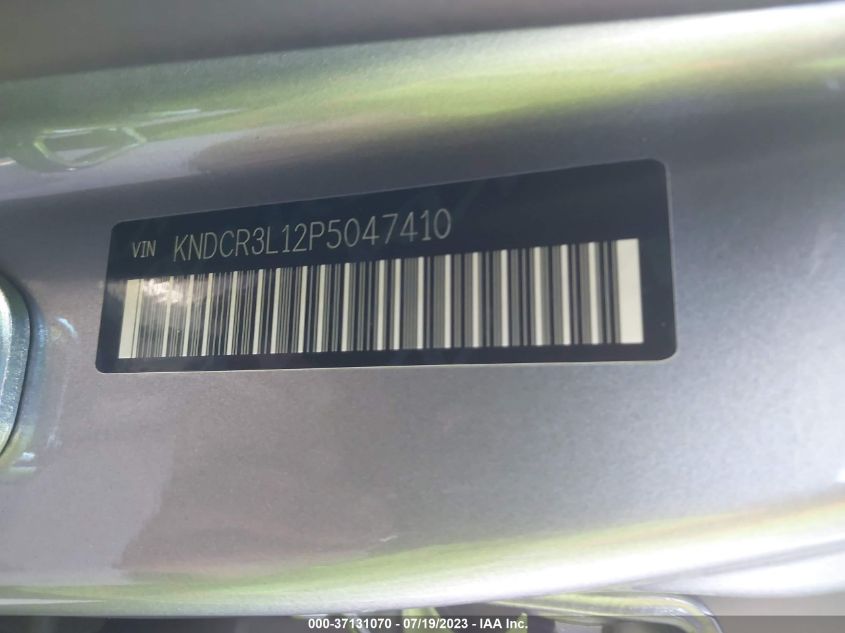 VIN KNDCR3L12P5047410
000-37131070 / 07/19/2023 - IAA Inc.